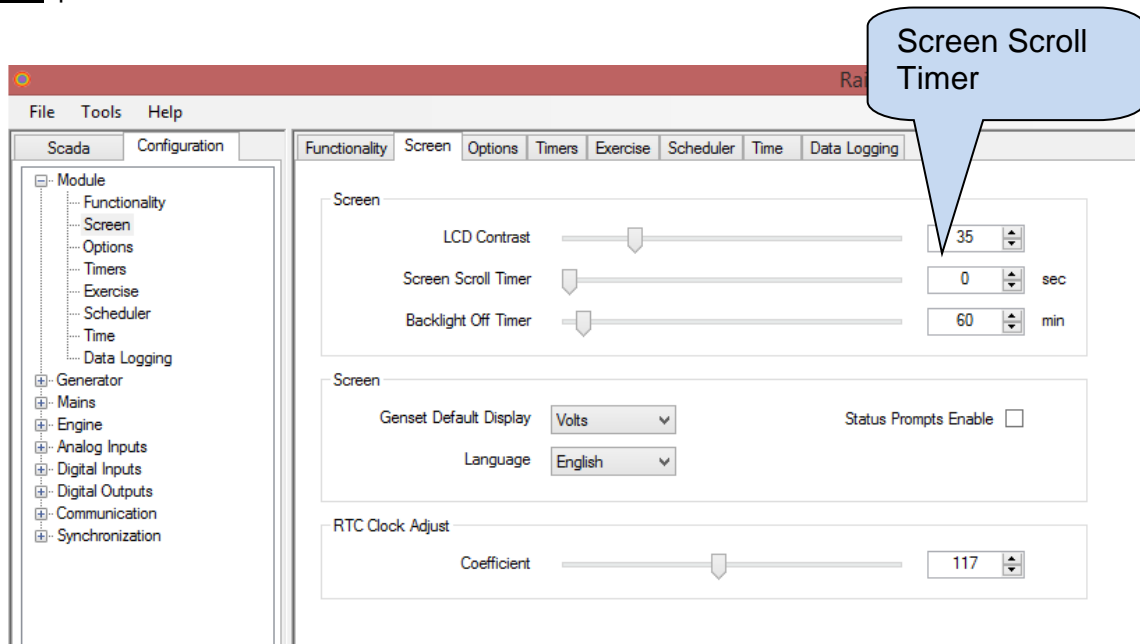 Screen Scroll
Timer
Rai
File Tools Help
Scada Configuration
Functionality Screen Options Timers Exercise Scheduler Time Data Logging
Module
Functionality
Screen
Options
Timers
Exercise
Scheduler
Time
Data Logging
Generator
Mains
Engine
Analog Inputs
Digital Inputs
Digital Outputs
Communication
Synchronization
Screen
LCD Contrast 35
Screen Scroll Timer 0 sec
Backlight Off Timer 60 min
Screen
Genset Default Display Volts Status Prompts Enable
Language English
RTC Clock Adjust
Coefficient 117